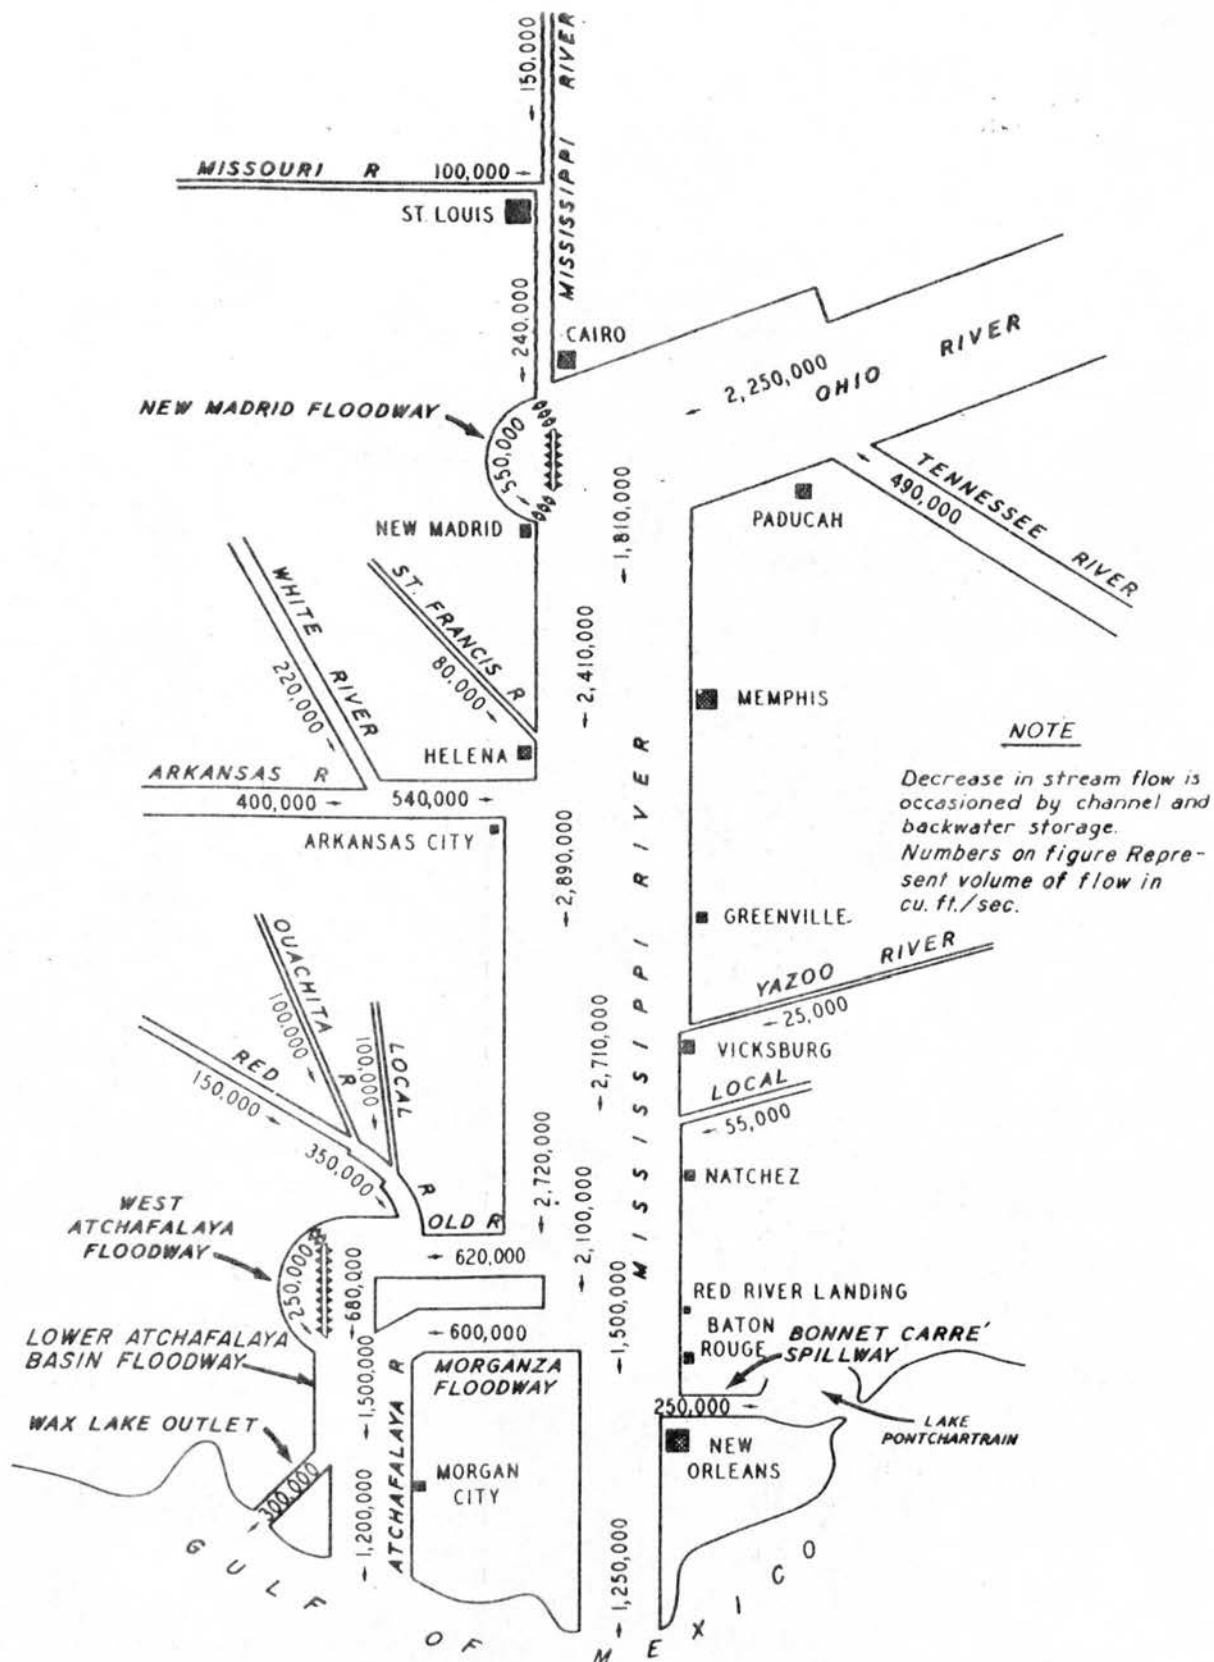 ← 150,000
MISSISSIPPI RIVER
MISSOURI R
100,000 →
ST. LOUIS
← 240,000
CAIRO
← 2,250,000
OHIO RIVER
NEW MADRID FLOODWAY
550,000 →
NEW MADRID
← 1,810,000
PADUCAH
TENNESSEE RIVER
← 490,000
WHITE RIVER
220,000 →
ST. FRANCIS R
80,000 →
← 2,410,000
MEMPHIS
HELENA
ARKANSAS R
400,000 →
540,000 →
ARKANSAS CITY
← 2,890,000
MISSISSIPPI RIVER
NOTE
Decrease in stream flow is
occasioned by channel and
backwater storage.
Numbers on figure Repre-
sent volume of flow in
cu. ft./sec.
GREENVILLE
YAZOO RIVER
← 25,000
OUACHITA R
100,000 →
LOCAL
100,000 →
RED R
150,000 →
350,000 →
← 2,710,000
VICKSBURG
LOCAL
← 55,000
← 2,720,000
NATCHEZ
WEST
ATCHAFALAYA
FLOODWAY
250,000 →
OLD R
← 620,000
← 2,100,000
← 680,000
← 600,000
RED RIVER LANDING
← 1,500,000
BATON
ROUGE
BONNET CARRE'
SPILLWAY
LOWER ATCHAFALAYA
BASIN FLOODWAY
MORGANZA
FLOODWAY
← 1,500,000
ATCHAFALAYA R
250,000 →
LAKE
PONTCHARTRAIN
WAX LAKE OUTLET
← 300,000
NEW
ORLEANS
MORGAN
CITY
← 1,200,000
← 1,250,000
GULF OF MEXICO